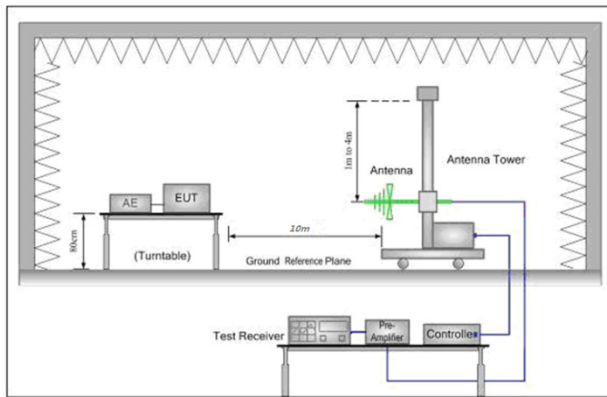 1m to 4m
Antenna
Antenna Tower
AE
EUT
80cm
(Turntable)
10m
Ground Reference Plane
Test Receiver
Pre-
Amplifier
Controller